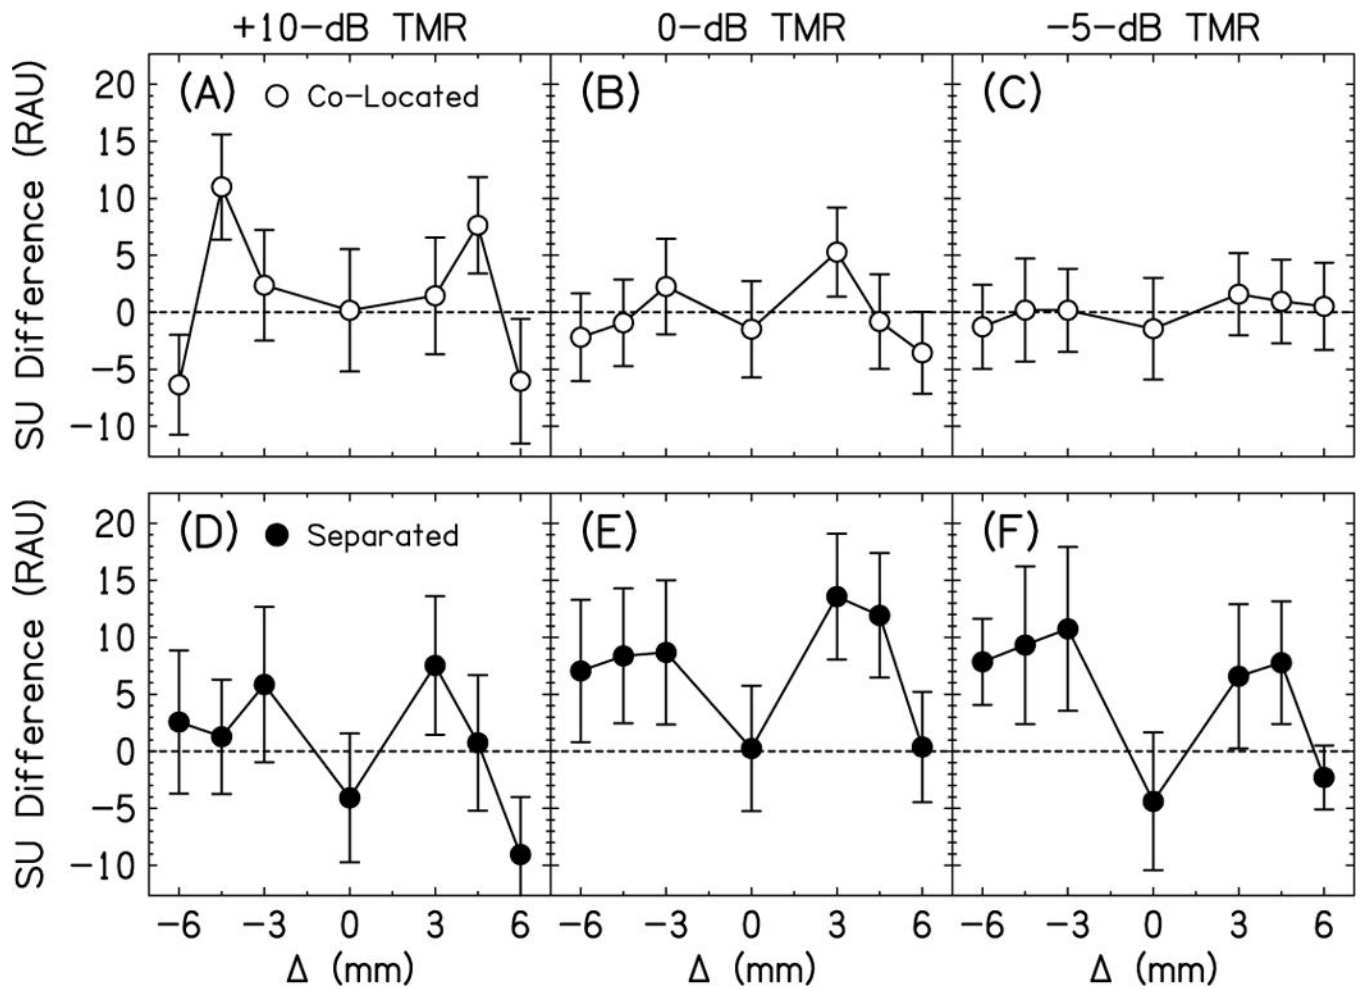 +10-dB TMR 0-dB TMR -5-dB TMR
(A) Co-Located (B) (C)
SU Difference (RAU)
20
15
10
5
0
-5
-10
(D) Separated (E) (F)
SU Difference (RAU)
20
15
10
5
0
-5
-10
-6 -3 0 3 6 -6 -3 0 3 6 -6 -3 0 3 6
Δ (mm) Δ (mm) Δ (mm)